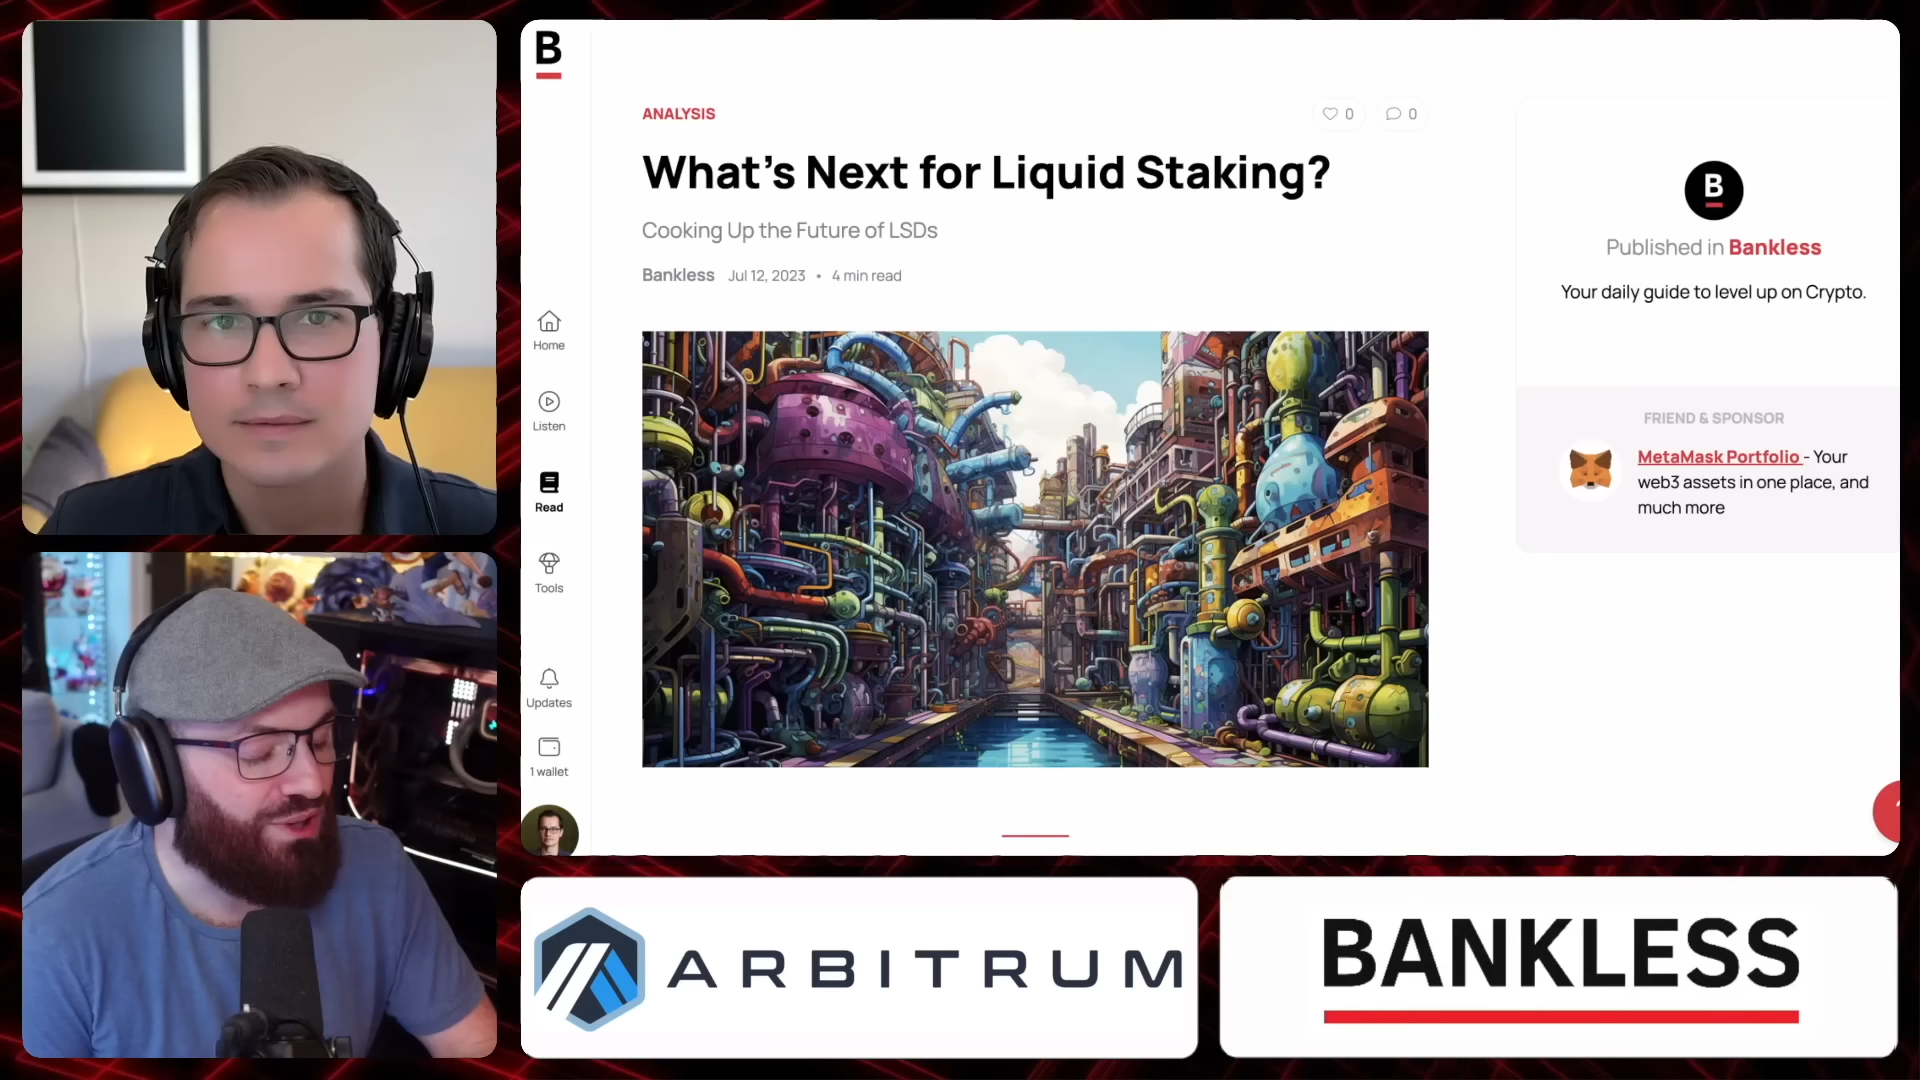 B
ANALYSIS
0
0
What's Next for Liquid Staking?
Cooking Up the Future of LSDs
Bankless Jul 12, 2023 • 4 min read
Home
Listen
Read
Tools
Updates
1 wallet
B
Published in Bankless
Your daily guide to level up on Crypto.
FRIEND & SPONSOR
MetaMask Portfolio - Your
web3 assets in one place, and
much more
ARBITRUM
BANKLESS